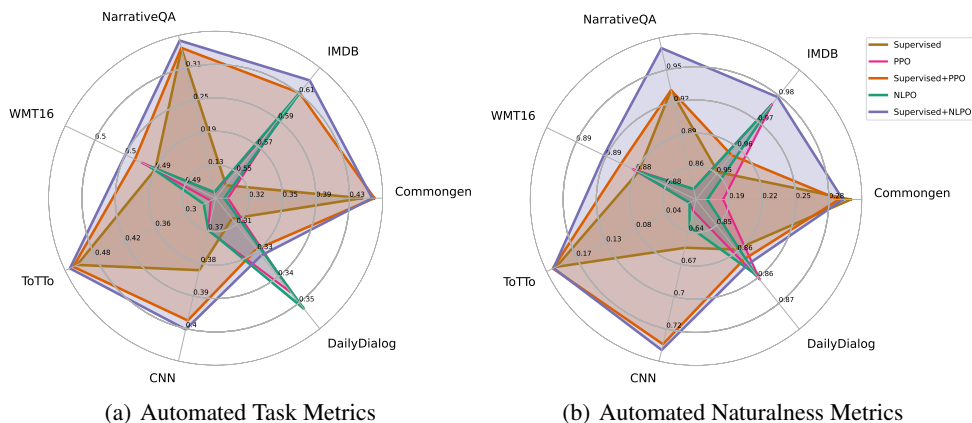 NarrativeQA
IMDB
WMT16
Commongen
ToTTo
CNN
DailyDialog
0.31
0.25
0.19
0.13
0.61
0.59
0.57
0.55
0.5
0.5
0.49
0.49
0.31
0.35
0.39
0.43
0.3
0.36
0.42
0.48
0.37
0.38
0.39
0.4
0.33
0.34
0.35
(a) Automated Task Metrics
NarrativeQA
IMDB
WMT16
Commongen
ToTTo
CNN
DailyDialog
0.95
0.92
0.89
0.86
0.98
0.97
0.96
0.95
0.89
0.89
0.88
0.88
0.19
0.22
0.25
0.28
0.04
0.08
0.13
0.17
0.64
0.67
0.7
0.72
0.85
0.86
0.86
0.87
Supervised
PPO
Supervised+PPO
NLPO
Supervised+NLPO
(b) Automated Naturalness Metrics